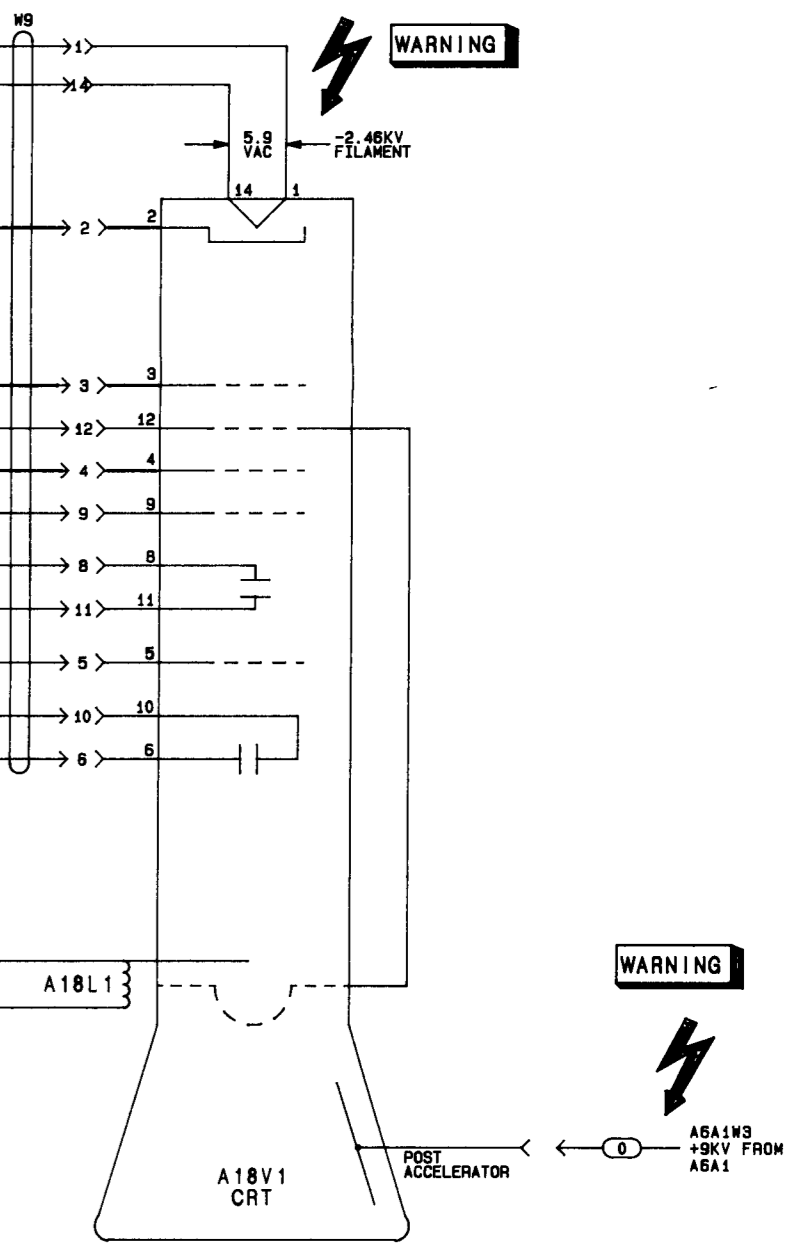 W9
1
WARNING
14
5.9
VAC
-2.46KV
FILAMENT
14 1
2 2
3 3
12 12
4 4
9 9
8 8
11 11
5 5
10 10
6 6
WARNING
A18L1
A6A1W3
0 +9KV FROM
A6A1
POST
ACCELERATOR
A18V1
CRT